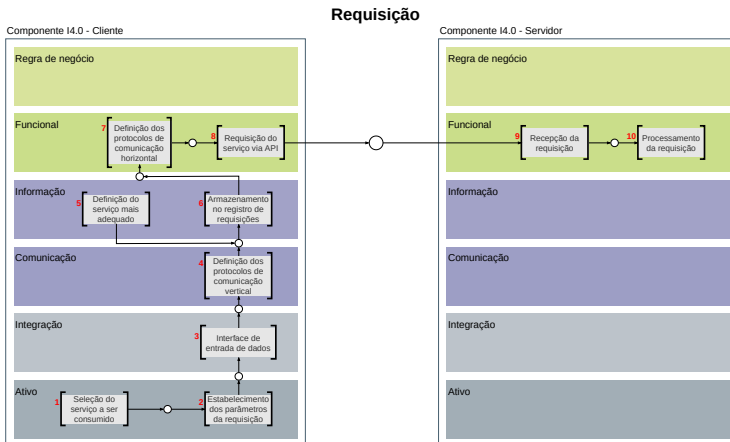 Requisição
Componente I4.0 - Cliente
Regra de negócio
Funcional
7
Definição dos
protocolos de
comunicação
horizontal
8
Requisição do
serviço via API
Informação
5
Definição do
serviço mais
adequado
6
Armazenamento
no registro de
requisições
Comunicação
4
Definição dos
protocolos de
comunicação
vertical
Integração
3
Interface de
entrada de dados
Ativo
1
Seleção do
serviço a ser
consumido
2
Estabelecimento
dos parâmetros
da requisição
Componente I4.0 - Servidor
Regra de negócio
Funcional
9
Recepção da
requisição
10
Processamento
da requisição
Informação
Comunicação
Integração
Ativo